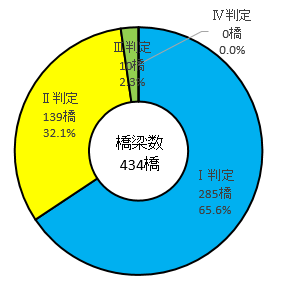 Ⅳ判定
0橋
0.0%
Ⅲ判定
10橋
2.3%
Ⅱ判定
139橋
32.1%
橋梁数
434橋
Ⅰ判定
285橋
65.6%